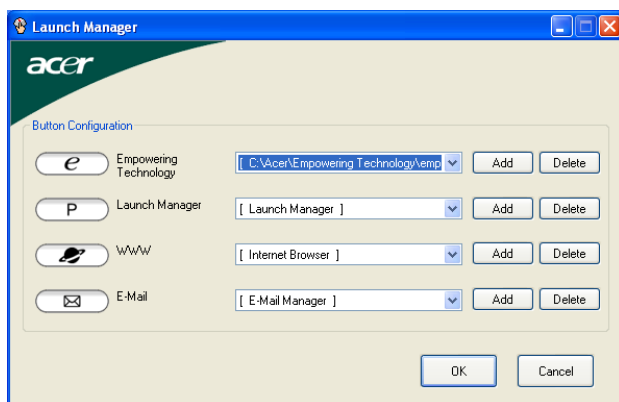 Launch Manager
acer
Button Configuration
e Empowering Technology [ C:\Acer\Empowering Technology\emp Add Delete
P Launch Manager [ Launch Manager ] Add Delete
WWW [ Internet Browser ] Add Delete
E-Mail [ E-Mail Manager ] Add Delete
OK Cancel